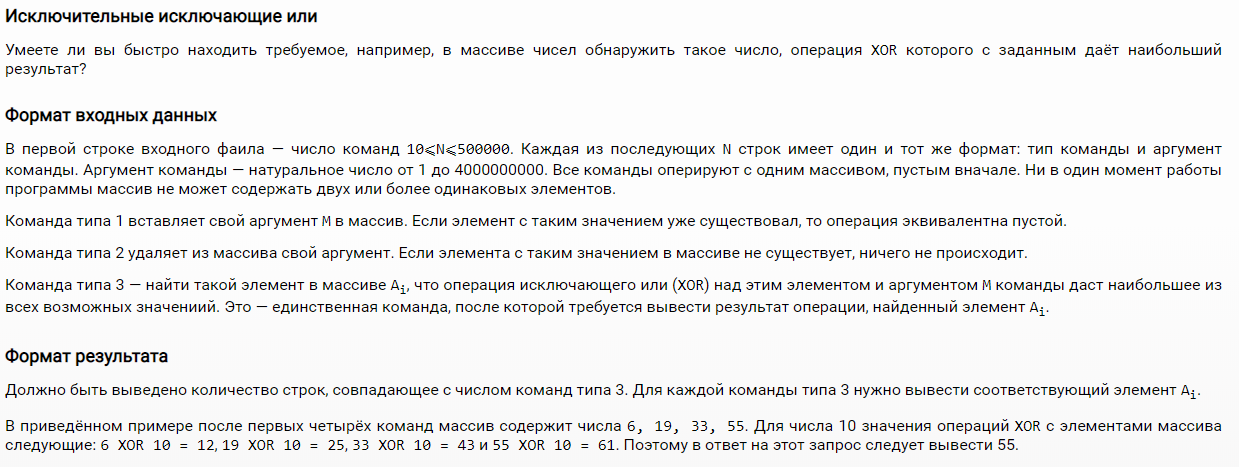 Исключительные исключающие или
Умеете ли вы быстро находить требуемое, например, в массиве чисел обнаружить такое число, операция XOR которого с заданным даёт наибольший
результат?
Формат входных данных
В первой строке входного фаила — число команд 10⩽N⩽500000. Каждая из последующих N строк имеет один и тот же формат: тип команды и аргумент
команды. Аргумент команды — натуральное число от 1 до 4000000000. Все команды оперируют с одним массивом, пустым вначале. Ни в один момент работы
программы массив не может содержать двух или более одинаковых элементов.
Команда типа 1 вставляет свой аргумент M в массив. Если элемент с таким значением уже существовал, то операция эквивалентна пустой.
Команда типа 2 удаляет из массива свой аргумент. Если элемента с таким значением в массиве не существует, ничего не происходит.
Команда типа 3 — найти такой элемент в массиве Ai, что операция исключающего или (XOR) над этим элементом и аргументом M команды даст наибольшее из
всех возможных значениий. Это — единственная команда, после которой требуется вывести результат операции, найденный элемент Ai.
Формат результата
Должно быть выведено количество строк, совпадающее с числом команд типа 3. Для каждой команды типа 3 нужно вывести соответствующий элемент Ai.
В приведённом примере после первых четырёх команд массив содержит числа 6, 19, 33, 55. Для числа 10 значения операций XOR с элементами массива
следующие: 6 XOR 10 = 12, 19 XOR 10 = 25, 33 XOR 10 = 43 и 55 XOR 10 = 61. Поэтому в ответ на этот запрос следует вывести 55.